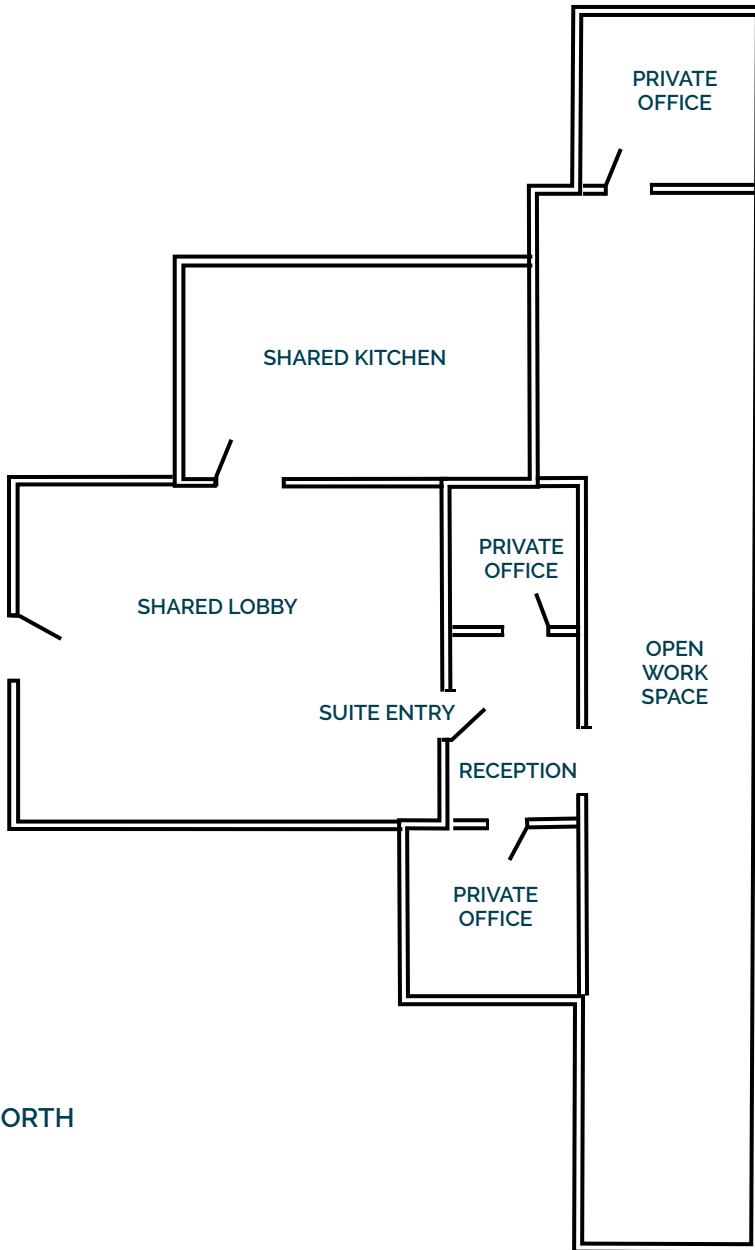 PRIVATE
OFFICE
SHARED KITCHEN
PRIVATE
OFFICE
SHARED LOBBY
OPEN
WORK
SPACE
SUITE ENTRY
RECEPTION
PRIVATE
OFFICE
ORTH